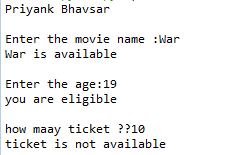 Priyank Bhavsar
Enter the movie name :War
War is available
Enter the age:19
you are eligible
how maay ticket ??10
ticket is not available